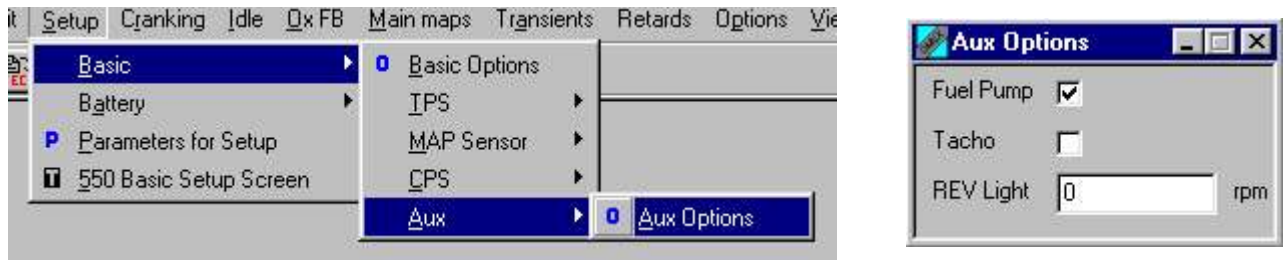 Setup Cranking Idle Ox FB Main maps Transients Retards Options
Basic
Battery
P Parameters for Setup
T 550 Basic Setup Screen
O Basic Options
TPS
MAP Sensor
CPS
Aux
O Aux Options
Aux Options
Fuel Pump
Tacho
REV Light 0 rpm